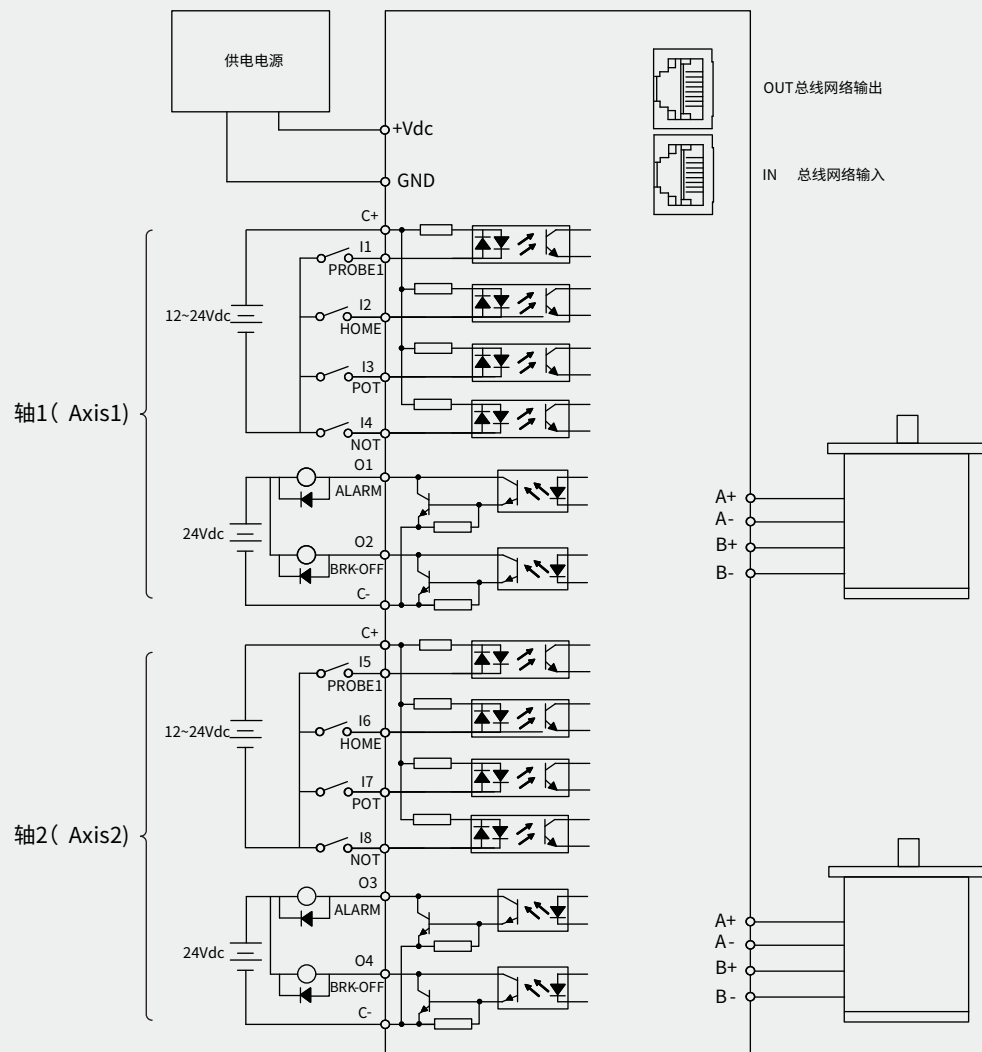 供电电源
+Vdc
GND
OUT总线网络输出
IN 总线网络输入
C+
I1
PROBE1
12~24Vdc
I2
HOME
I3
POT
轴1( Axis1)
I4
NOT
O1
ALARM
24Vdc
O2
BRK-OFF
C-
A+
A-
B+
B-
C+
I5
PROBE1
12~24Vdc
I6
HOME
I7
POT
轴2( Axis2)
I8
NOT
O3
ALARM
24Vdc
O4
BRK-OFF
C-
A+
A-
B+
B-